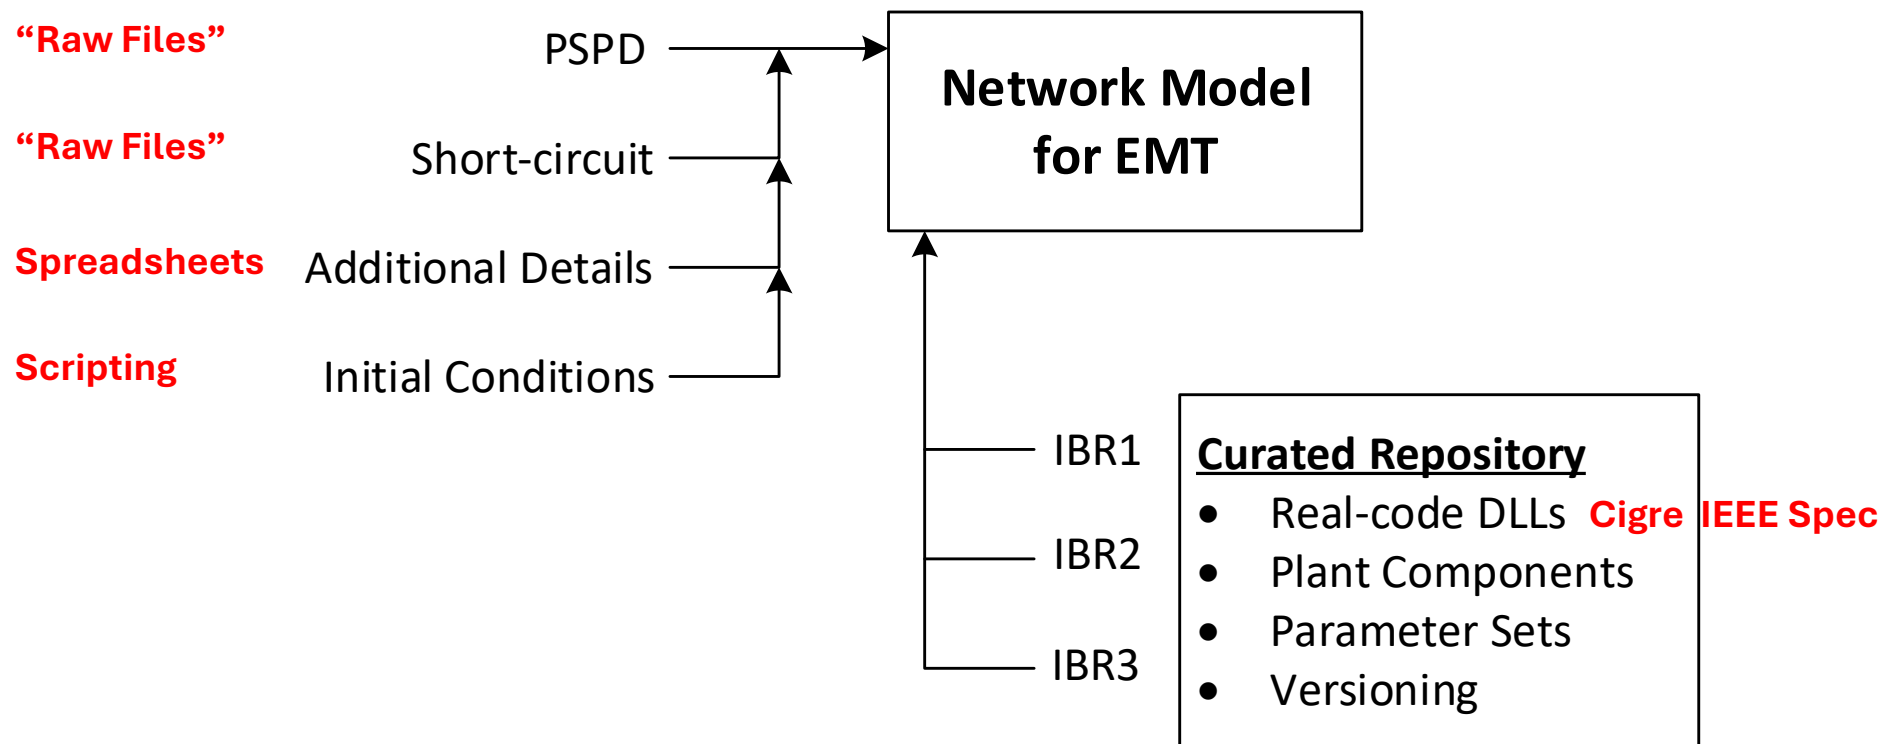 “Raw Files”
PSPD
“Raw Files”
Short-circuit
Spreadsheets
Additional Details
Scripting
Initial Conditions
Network Model
for EMT
IBR1
IBR2
IBR3
Curated Repository
• Real-code DLLs Cigre IEEE Spec
• Plant Components
• Parameter Sets
• Versioning